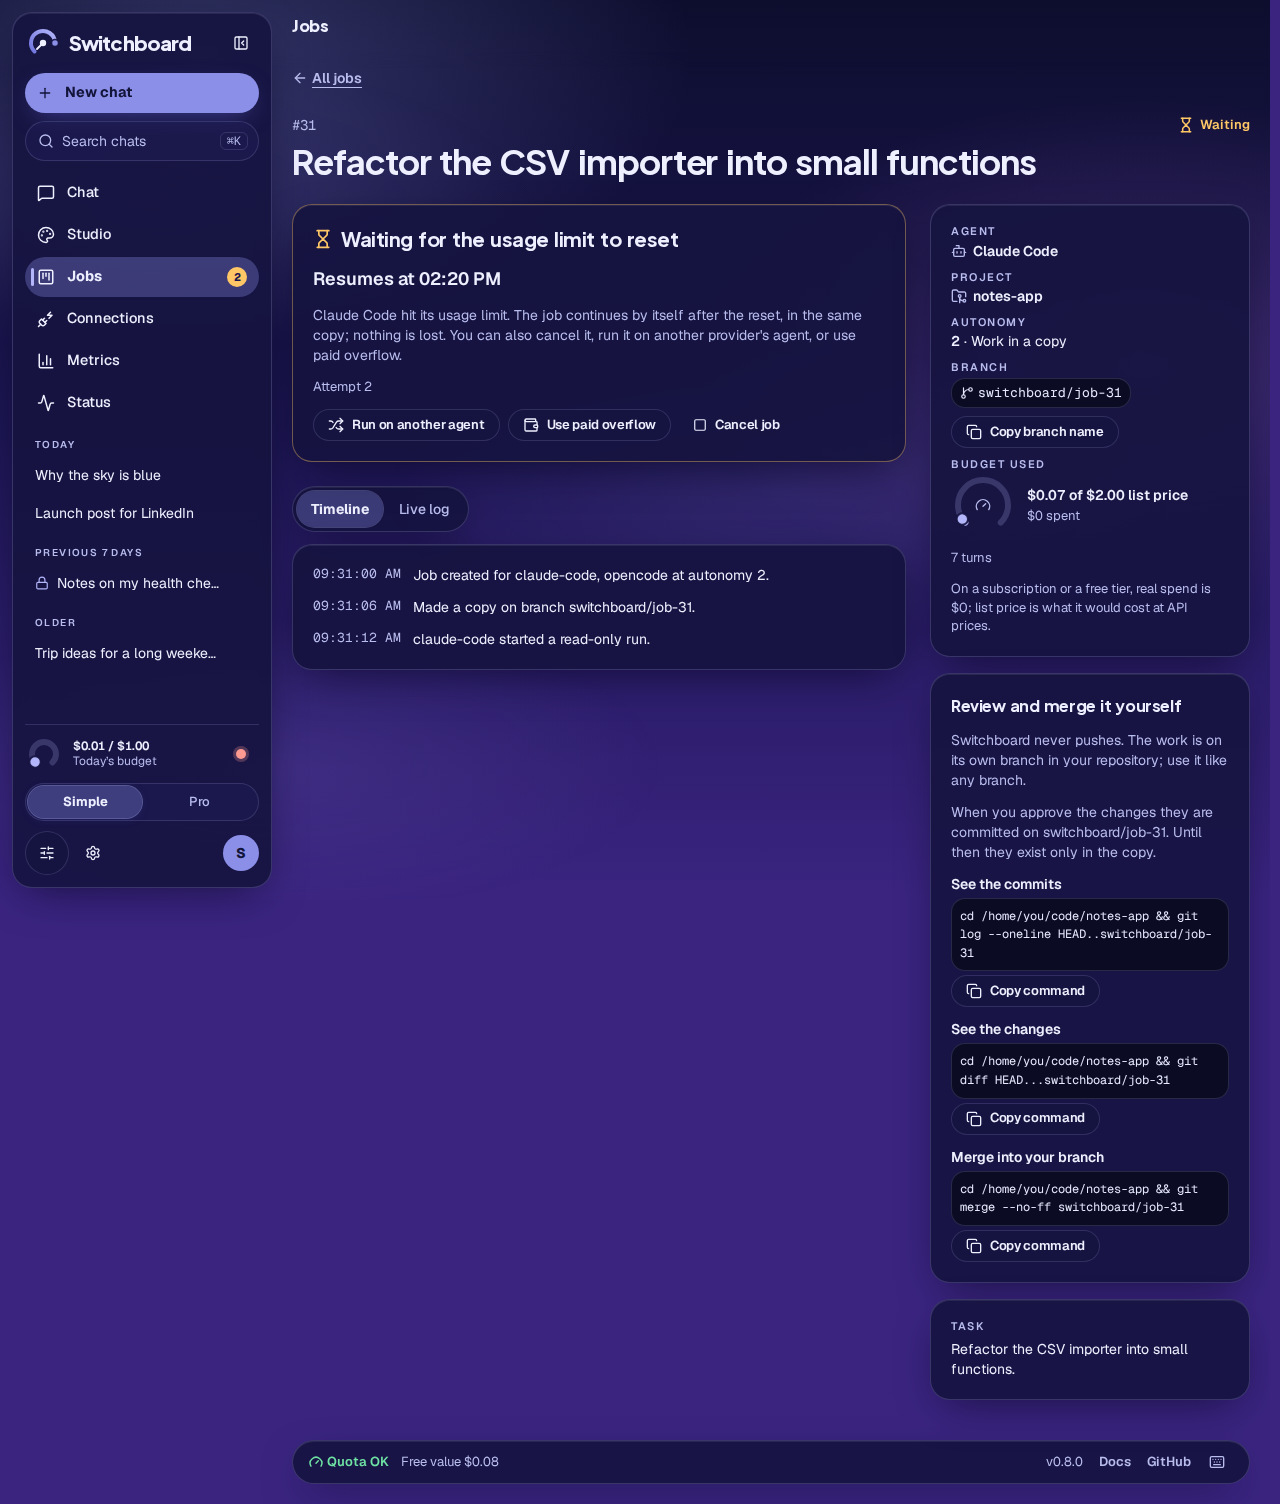 Switchboard
New chat
Search chats ⌘K
Chat
Studio
Jobs 2
Connections
Metrics
Status
TODAY
Why the sky is blue
Launch post for LinkedIn
PREVIOUS 7 DAYS
Notes on my health che...
OLDER
Trip ideas for a long weeke...
$0.01 / $1.00
Today's budget
Simple Pro
S
Jobs
All jobs
#31
Waiting
Refactor the CSV importer into small functions
Waiting for the usage limit to reset
Resumes at 02:20 PM
Claude Code hit its usage limit. The job continues by itself after the reset, in the same
copy; nothing is lost. You can also cancel it, run it on another provider's agent, or use
paid overflow.
Attempt 2
Run on another agent Use paid overflow Cancel job
Timeline Live log
09:31:00 AM Job created for claude-code, opencode at autonomy 2.
09:31:06 AM Made a copy on branch switchboard/job-31.
09:31:12 AM claude-code started a read-only run.
AGENT
Claude Code
PROJECT
notes-app
AUTONOMY
2 · Work in a copy
BRANCH
switchboard/job-31
Copy branch name
BUDGET USED
$0.07 of $2.00 list price
$0 spent
7 turns
On a subscription or a free tier, real spend is
$0; list price is what it would cost at API
prices.
Review and merge it yourself
Switchboard never pushes. The work is on
its own branch in your repository; use it like
any branch.
When you approve the changes they are
committed on switchboard/job-31. Until
then they exist only in the copy.
See the commits
cd /home/you/code/notes-app && git
log --oneline HEAD..switchboard/job-
31
Copy command
See the changes
cd /home/you/code/notes-app && git
diff HEAD...switchboard/job-31
Copy command
Merge into your branch
cd /home/you/code/notes-app && git
merge --no-ff switchboard/job-31
Copy command
TASK
Refactor the CSV importer into small
functions.
Quota OK Free value $0.08
v0.8.0 Docs GitHub